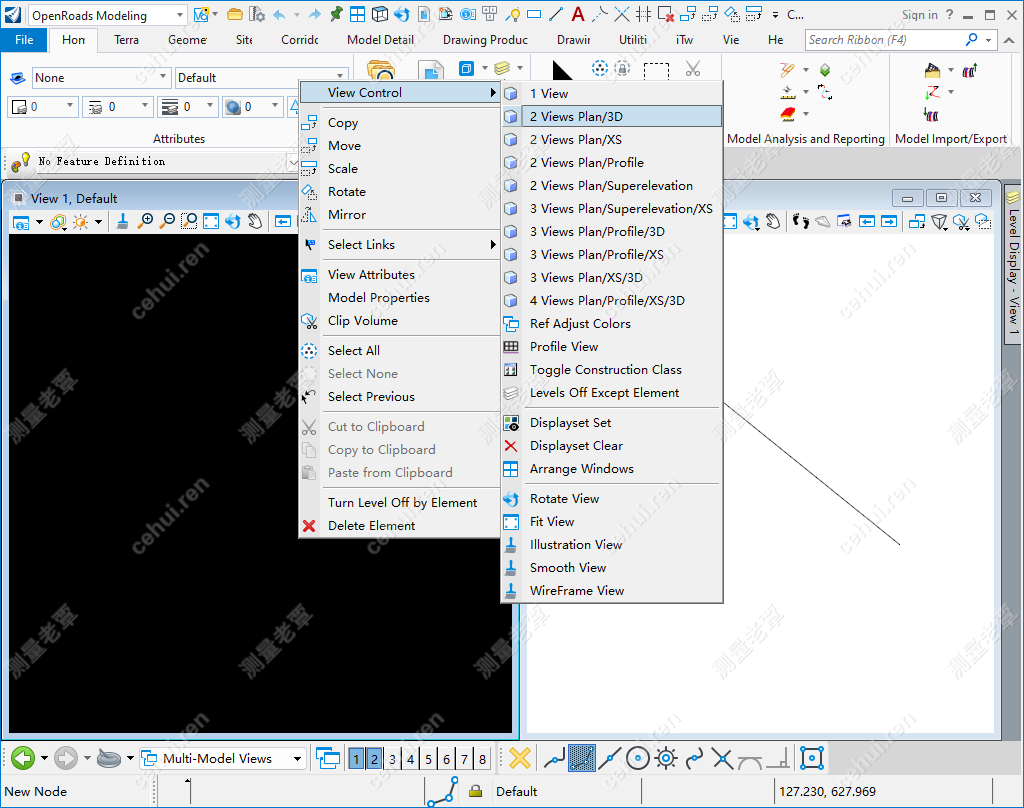 OpenRoads Modeling
C...
Sign in
?
File
Hon
Terra
Geome
Site
Corrido
Model Detail
Drawing Produc
Drawir
Utiliti
iTw
Vie
He
Search Ribbon (F4)
None
Default
0
0
0
0
Attributes
Model Analysis and Reporting
Model Import/Export
No Feature Definition
View 1, Default
View Control
Copy
Move
Scale
Rotate
Mirror
Select Links
View Attributes
Model Properties
Clip Volume
Select All
Select None
Select Previous
Cut to Clipboard
Copy to Clipboard
Paste from Clipboard
Turn Level Off by Element
Delete Element
1 View
2 Views Plan/3D
2 Views Plan/XS
2 Views Plan/Profile
2 Views Plan/Superelevation
3 Views Plan/Superelevation/XS
3 Views Plan/Profile/3D
3 Views Plan/Profile/XS
3 Views Plan/XS/3D
4 Views Plan/Profile/XS/3D
Ref Adjust Colors
Profile View
Toggle Construction Class
Levels Off Except Element
Displayset Set
Displayset Clear
Arrange Windows
Rotate View
Fit View
Illustration View
Smooth View
WireFrame View
Level Display - View 1
Multi-Model Views
1 2 3 4 5 6 7 8
New Node
Default
127.230, 627.969
测量老覃
cehui.ren